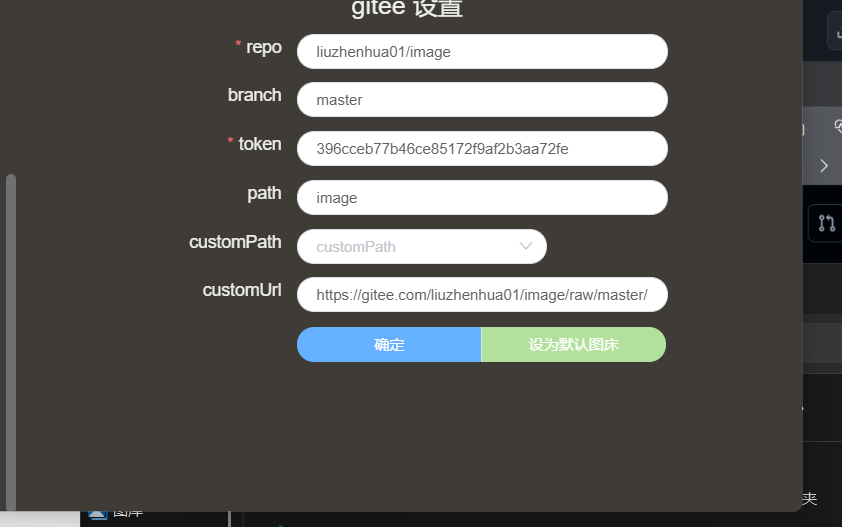 gitee 设置
* repo liuzhenhua01/image
branch master
* token 396cceb77b46ce85172f9af2b3aa72fe
path image
customPath customPath
customUrl https://gitee.com/liuzhenhua01/image/raw/master/
确定 设为默认图床
夹
图库